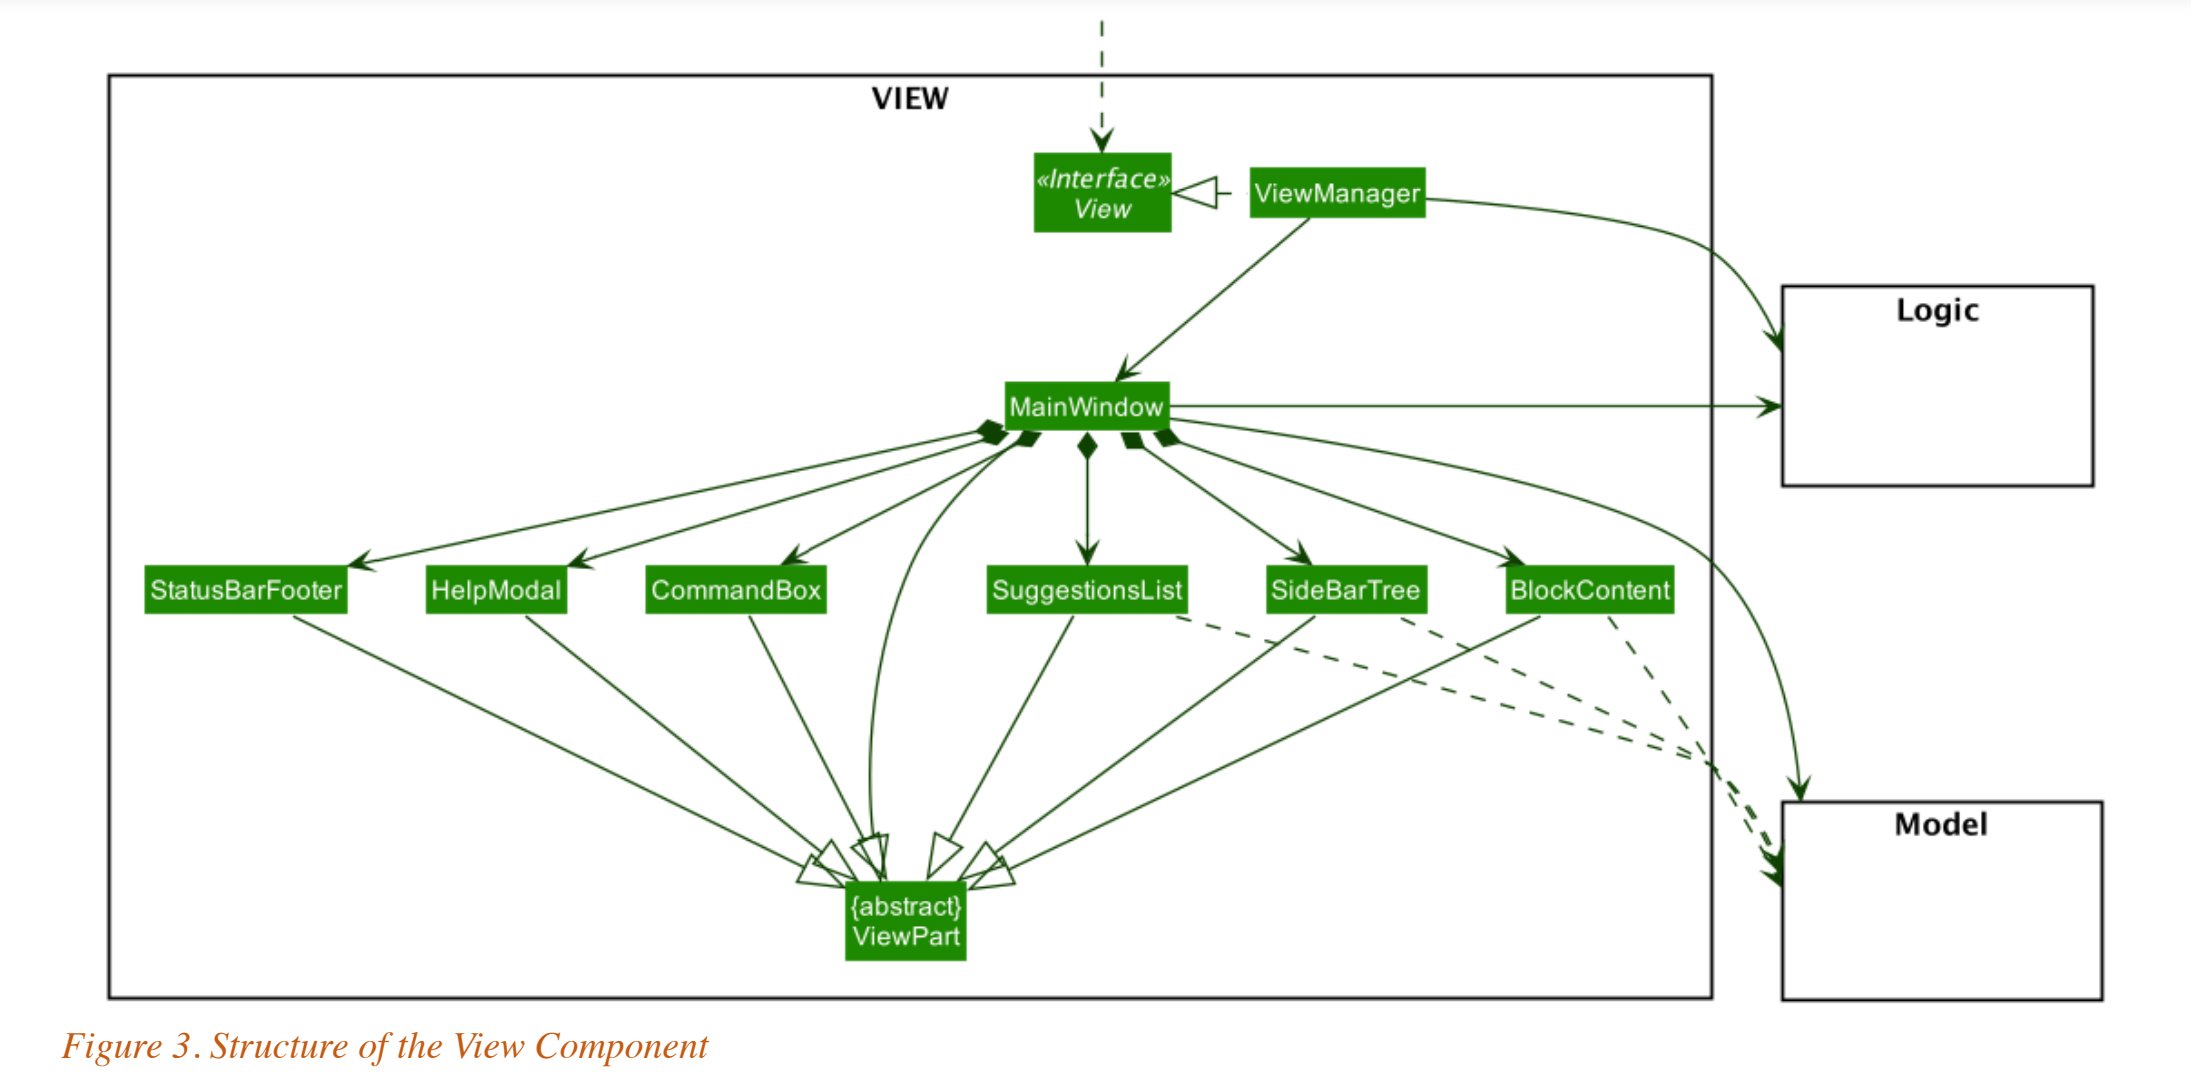 VIEW
«Interface»
View
ViewManager
Logic
MainWindow
StatusBarFooter
HelpModal
CommandBox
SuggestionsList
SideBarTree
BlockContent
Model
{abstract}
ViewPart
Figure 3. Structure of the View Component